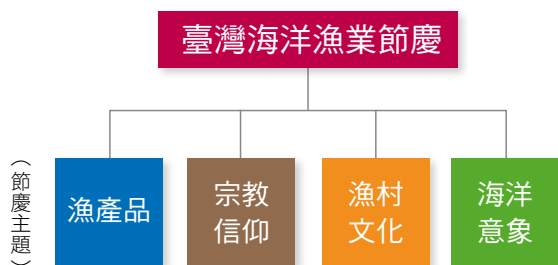 臺灣海洋漁業節慶
（節慶主題）
漁產品
宗教
信仰
漁村
文化
海洋
意象